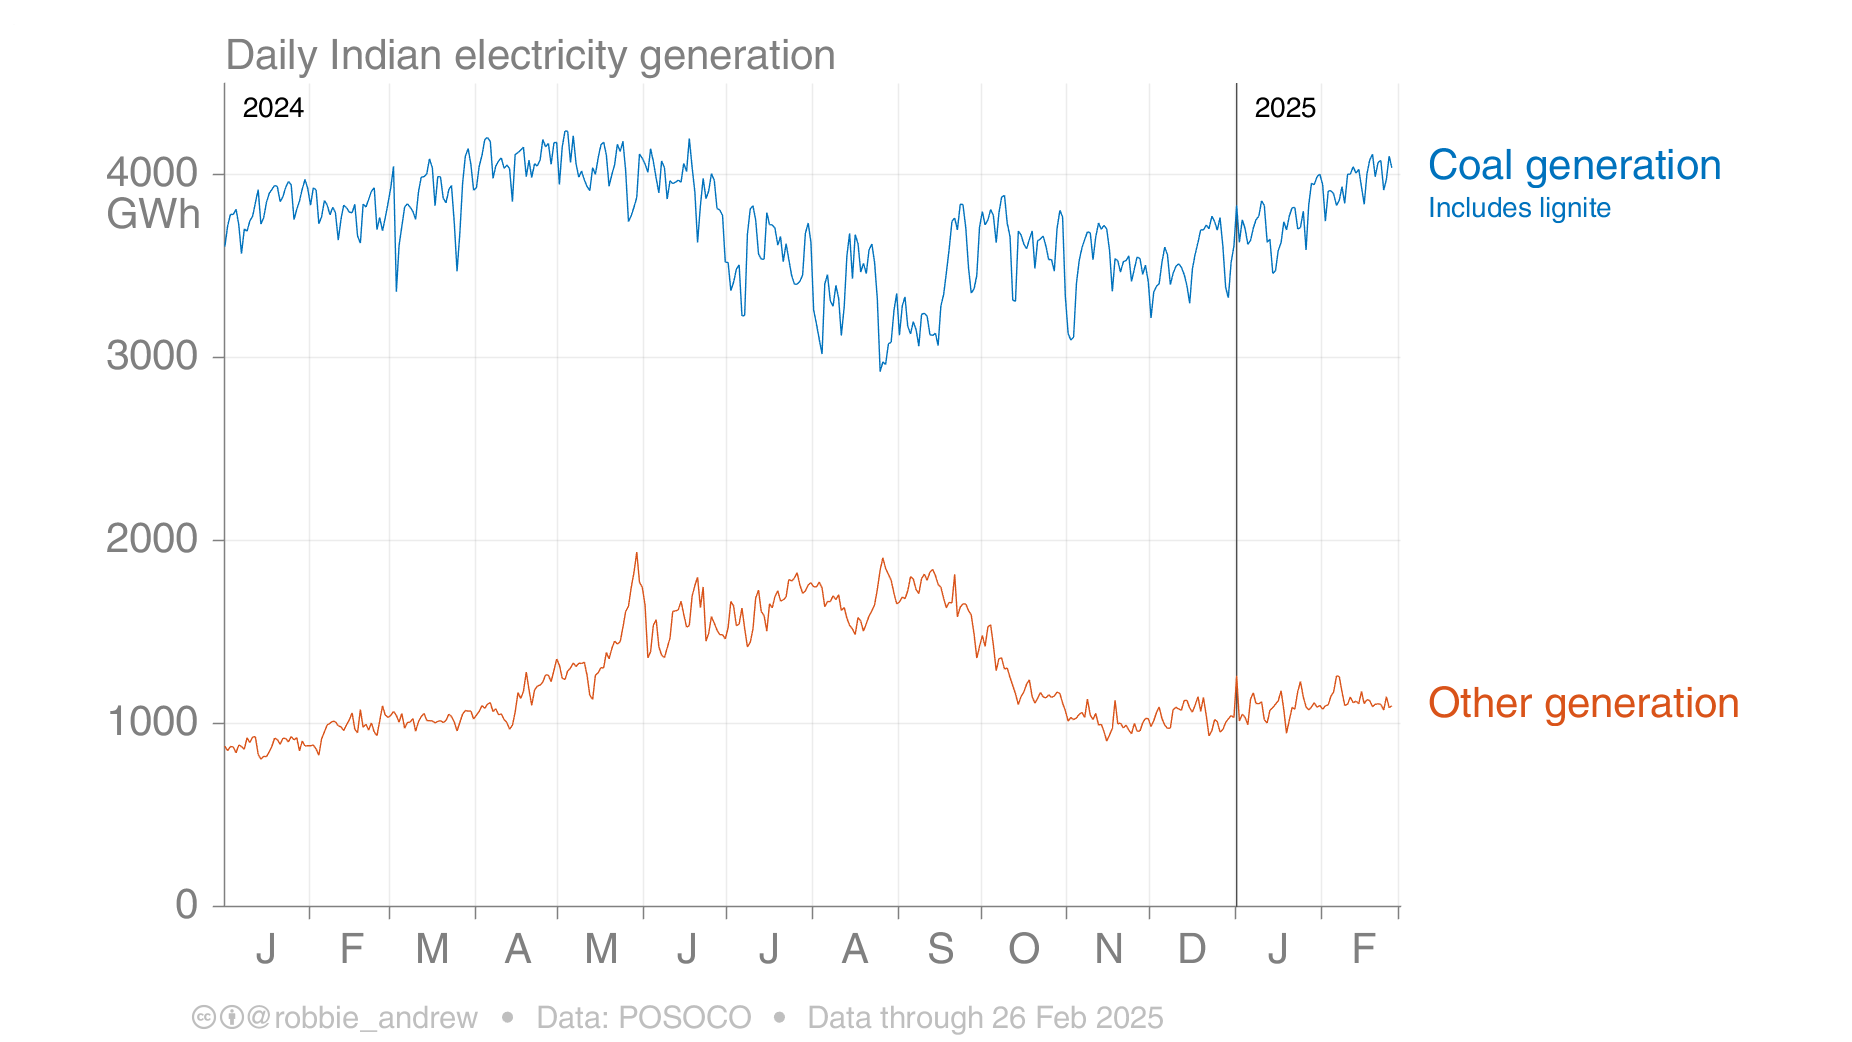 Daily Indian electricity generation
2024
2025
4000
GWh
3000
2000
1000
0
Coal generation
Includes lignite
Other generation
J F M A M J J A S O N D J F
cc @robbie_andrew • Data: POSOCO • Data through 26 Feb 2025